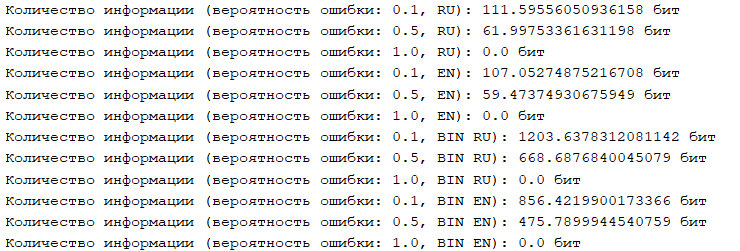 Количество информации (вероятность ошибки: 0.1, RU): 111.59556050936158 бит
Количество информации (вероятность ошибки: 0.5, RU): 61.99753361631198 бит
Количество информации (вероятность ошибки: 1.0, RU): 0.0 бит
Количество информации (вероятность ошибки: 0.1, EN): 107.05274875216708 бит
Количество информации (вероятность ошибки: 0.5, EN): 59.47374930675949 бит
Количество информации (вероятность ошибки: 1.0, EN): 0.0 бит
Количество информации (вероятность ошибки: 0.1, BIN RU): 1203.6378312081142 бит
Количество информации (вероятность ошибки: 0.5, BIN RU): 668.6876840045079 бит
Количество информации (вероятность ошибки: 1.0, BIN RU): 0.0 бит
Количество информации (вероятность ошибки: 0.1, BIN EN): 856.4219900173366 бит
Количество информации (вероятность ошибки: 0.5, BIN EN): 475.7899944540759 бит
Количество информации (вероятность ошибки: 1.0, BIN EN): 0.0 бит